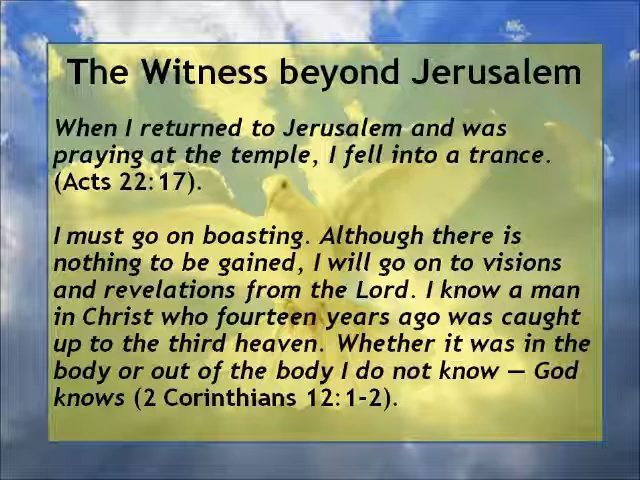 The Witness beyond Jerusalem
When I returned to Jerusalem and was
praying at the temple, I fell into a trance.
(Acts 22:17).
I must go on boasting. Although there is
nothing to be gained, I will go on to visions
and revelations from the Lord. I know a man
in Christ who fourteen years ago was caught
up to the third heaven. Whether it was in the
body or out of the body I do not know — God
knows (2 Corinthians 12:1-2).